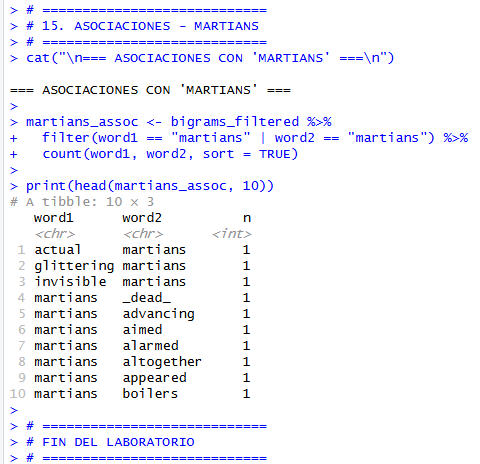 > # ============================
> # 15. ASOCIACIONES - MARTIANS
> # ============================
> cat("\n=== ASOCIACIONES CON 'MARTIANS' ===\n")

=== ASOCIACIONES CON 'MARTIANS' ===
>
> martians_assoc <- bigrams_filtered %>%
+   filter(word1 == "martians" | word2 == "martians") %>%
+   count(word1, word2, sort = TRUE)
>
> print(head(martians_assoc, 10))
# A tibble: 10 × 3
   word1      word2          n
   <chr>      <chr>      <int>
 1 actual     martians       1
 2 glittering martians       1
 3 invisible  martians       1
 4 martians   _dead_         1
 5 martians   advancing      1
 6 martians   aimed          1
 7 martians   alarmed        1
 8 martians   altogether     1
 9 martians   appeared       1
10 martians   boilers        1
>
> # ============================
> # FIN DEL LABORATORIO
> # ============================